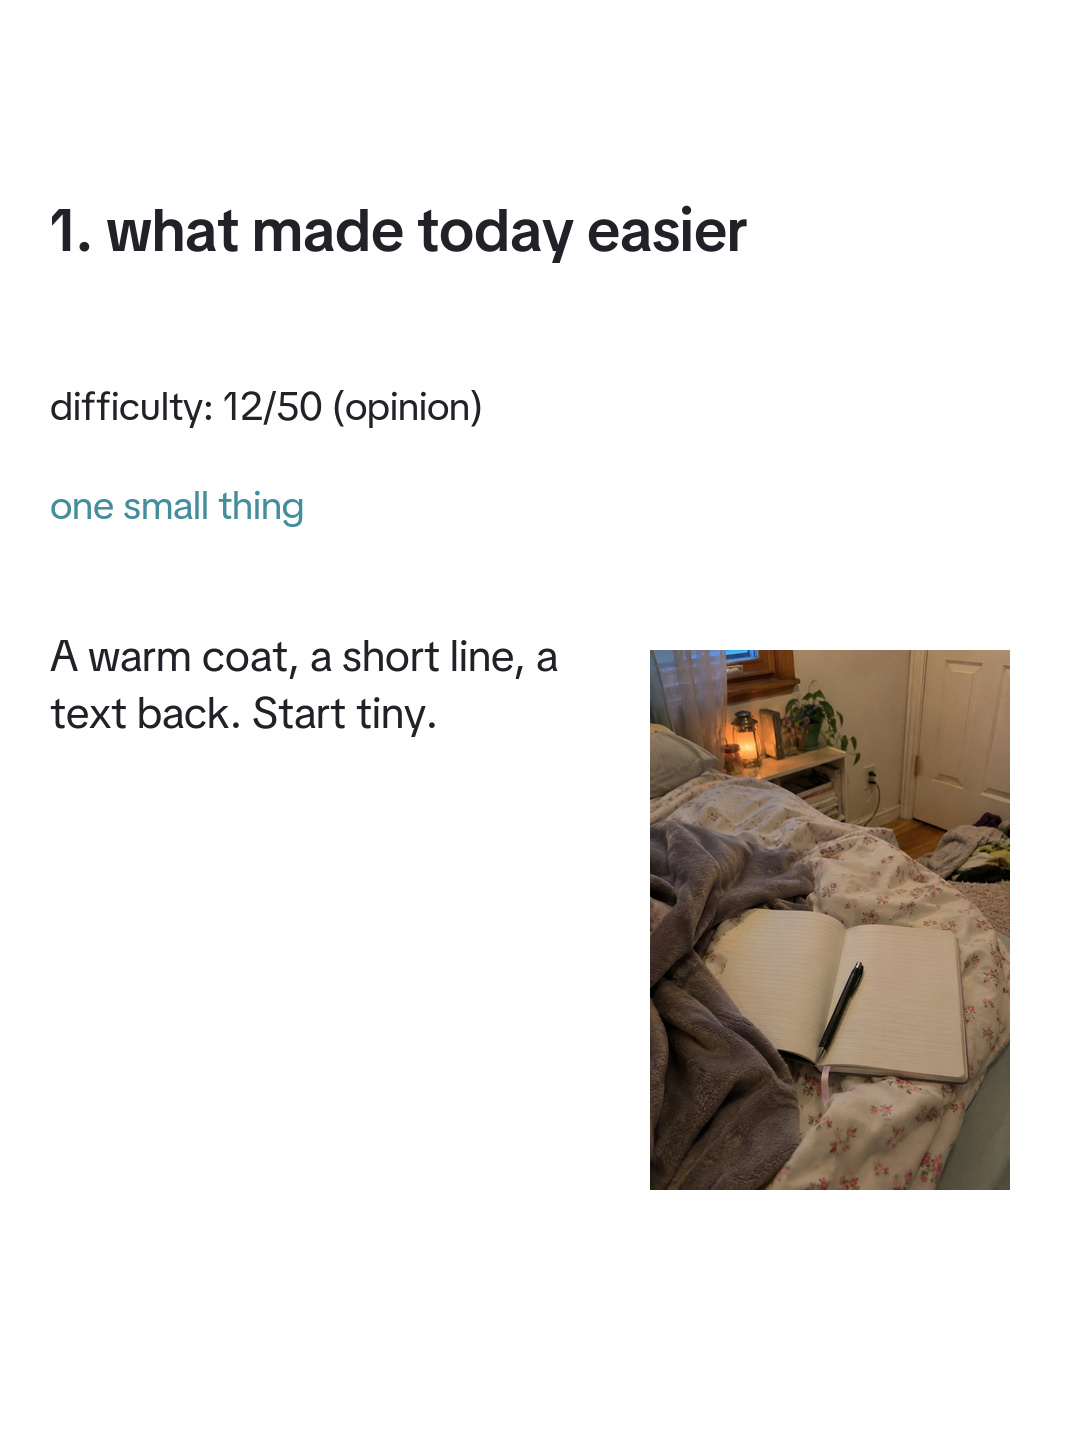 1. what made today easier
difficulty: 12/50 (opinion)
one small thing
A warm coat, a short line, a
text back. Start tiny.